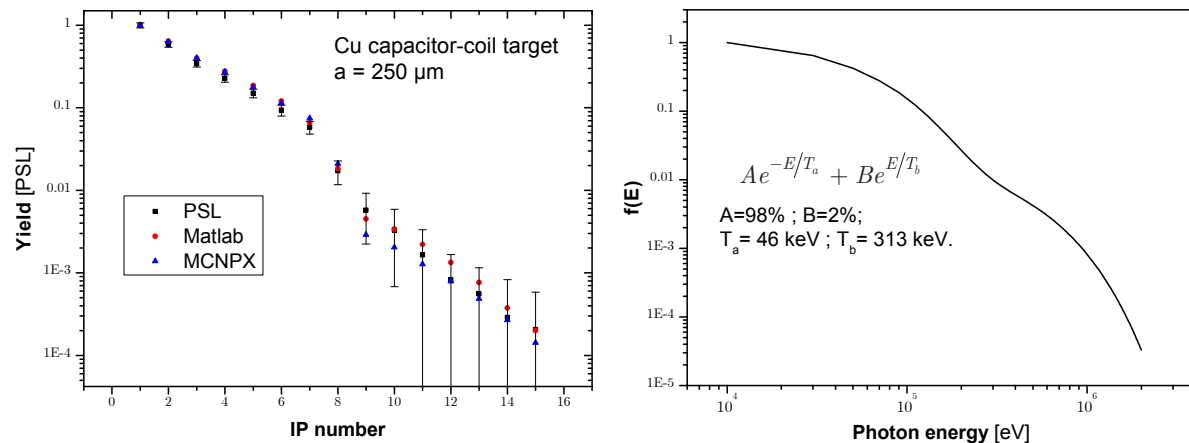 Cu capacitor-coil target
a = 250 µm
1
0.1
0.01
1E-3
1E-4
Yield [PSL]
PSL
Matlab
MCNPX
0 2 4 6 8 10 12 14 16
IP number
1
0.1
0.01
1E-3
1E-4
1E-5
f(E)
Ae^{-E/T_a} + Be^{E/T_b}
A=98% ; B=2%;
T_a= 46 keV ; T_b= 313 keV.
10^4 10^5 10^6
Photon energy [eV]